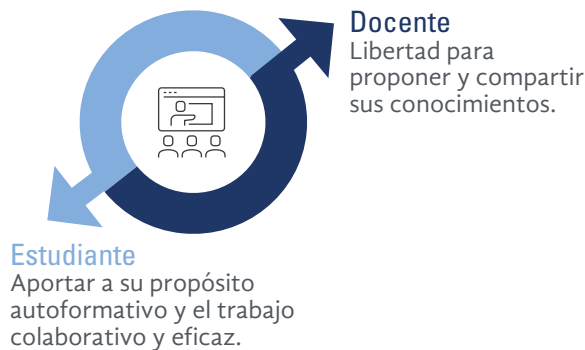 Docente
Libertad para
proponer y compartir
sus conocimientos.
Estudiante
Aportar a su propósito
autoformativo y el trabajo
colaborativo y eficaz.